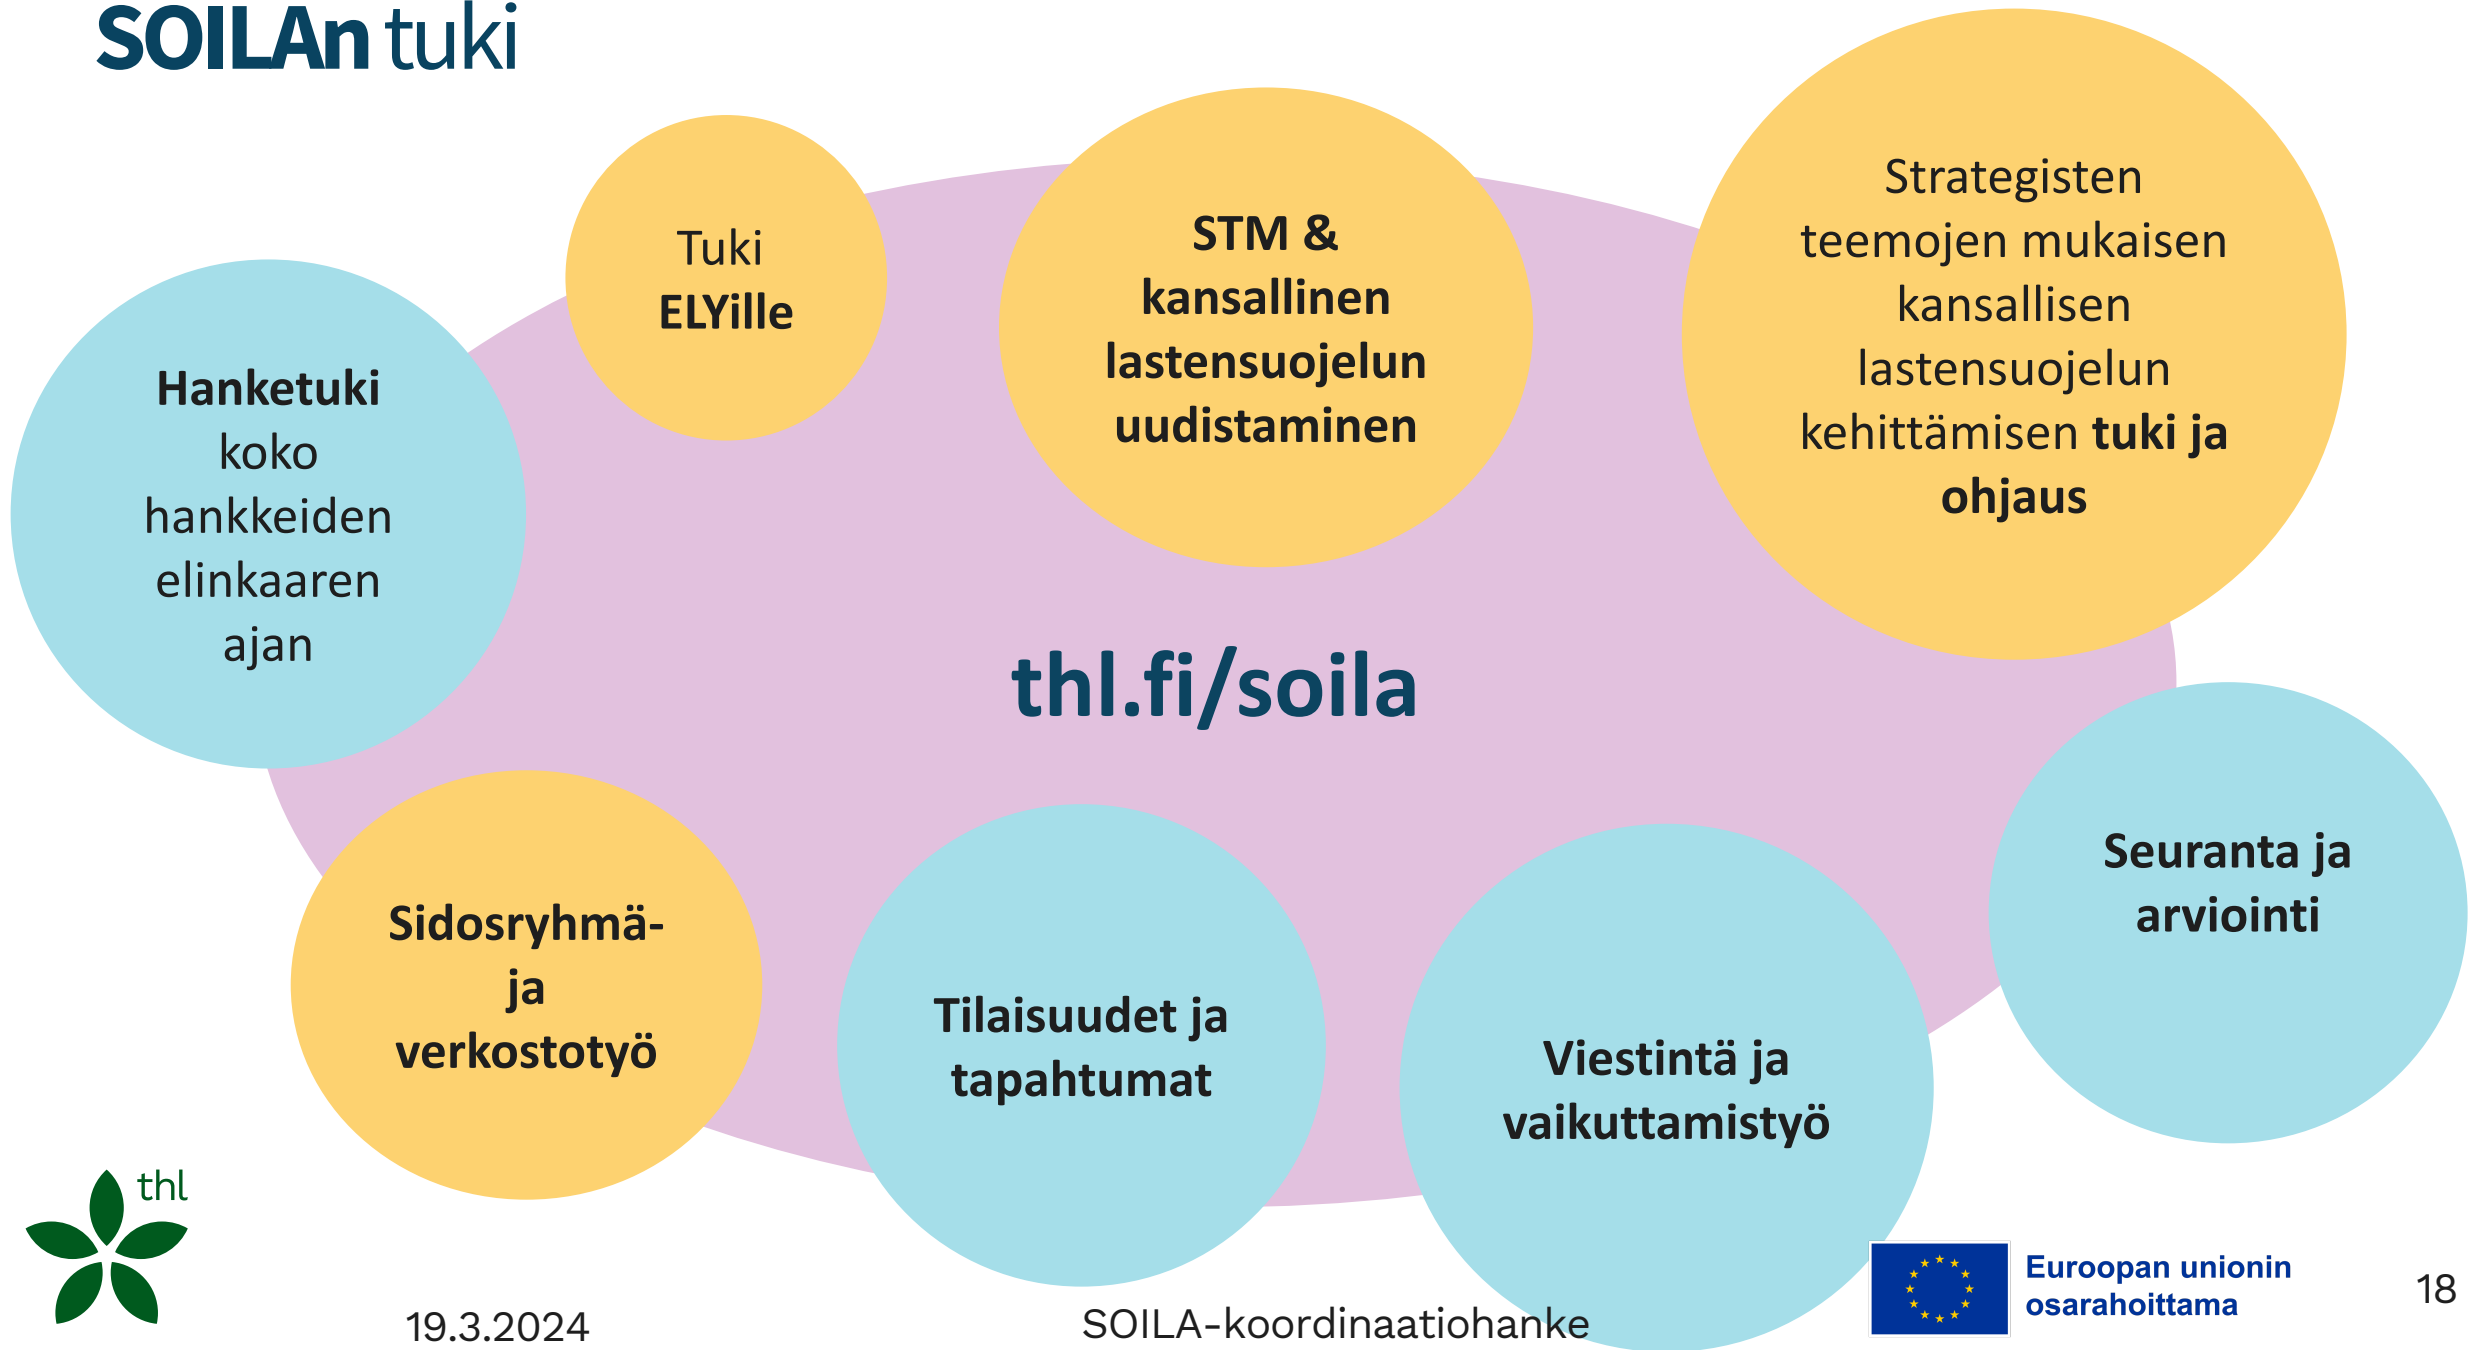 SOILAn tuki
Hanketuki
koko
hankkeiden
elinkaaren
ajan
Tuki
ELYille
STM &
kansallinen
lastensuojelun
uudistaminen
Strategisten
teemojen mukaisen
kansallisen
lastensuojelun
kehittämisen tuki ja
ohjaus
thl.fi/soila
Sidosryhmä-
ja
verkostotyö
Tilaisuudet ja
tapahtumat
Viestintä ja
vaikuttamistyö
Seuranta ja
arviointi
thl
19.3.2024
SOILA-koordinaatiohanke
Euroopan unionin
osarahoittama
18